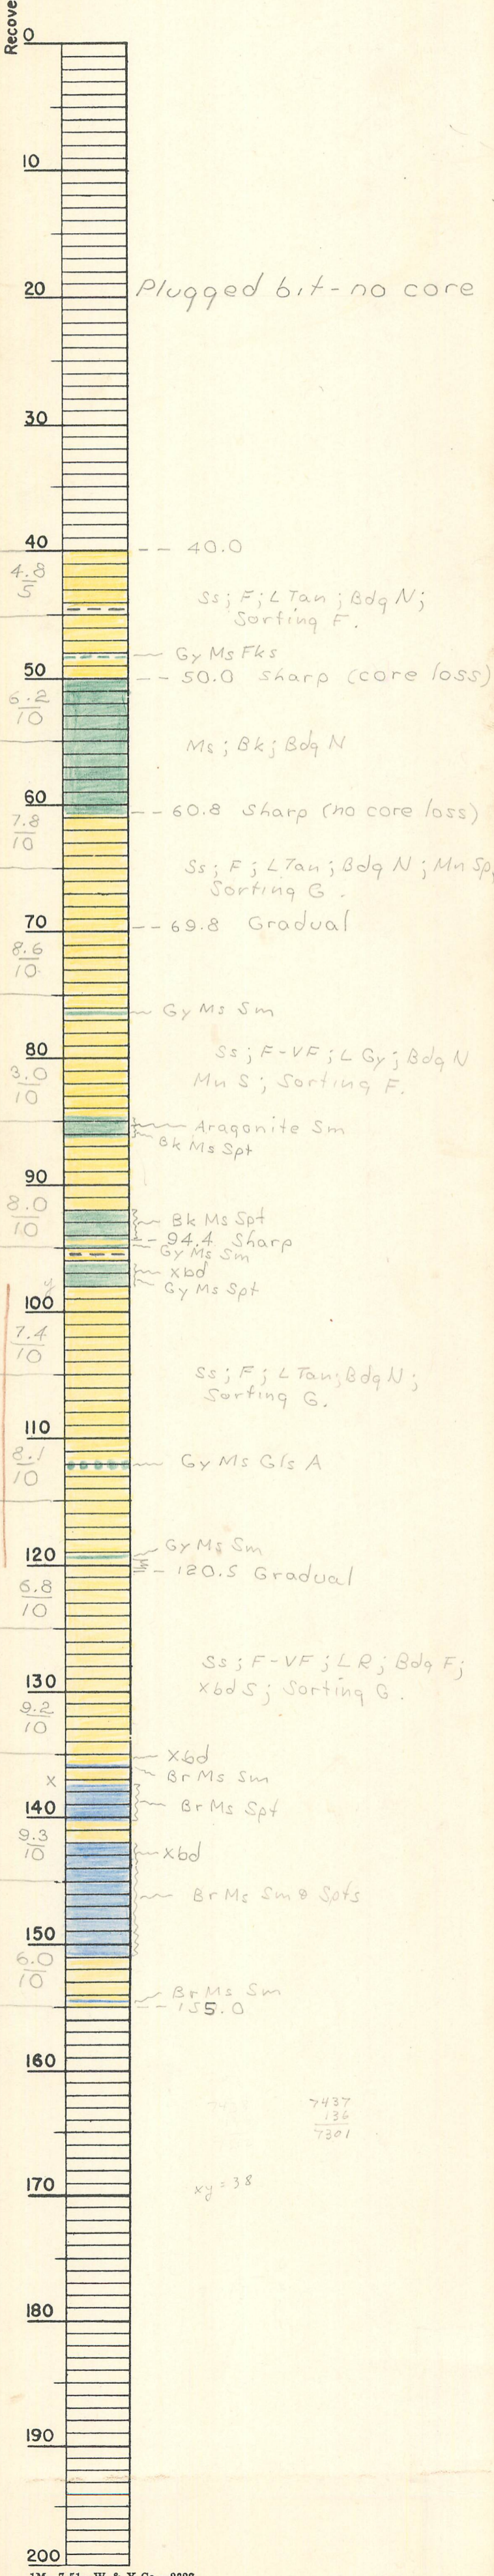 Recove
0
10
20 Plugged bit - no core
30
40 -- 40.0
4.8
5
Ss; F; L Tan; Bdg N;
Sorting F.
Gy Ms Fks
50 -- 50.0 Sharp (core loss)
6.2
10
Ms; Bk; Bdg N
60 -- 60.8 Sharp (no core loss)
7.8
10
Ss; F; L Tan; Bdg N; Mn Sp,
Sorting G.
70 -- 69.8 Gradual
8.6
10
Gy Ms Sm
80
Ss; F-VF; L Gy; Bdg N
3.0
10
Mn S; Sorting F.
Aragonite Sm
Bk Ms Spt
90
8.0
10
Bk Ms Spt
94.4 Sharp
Gy Ms Sm
xbd
Gy Ms Spt
100
7.4
10
Ss; F; L Tan; Bdg N;
Sorting G.
110
8.1
10
Gy Ms Gls A
Gy Ms Sm
120 - 120.5 Gradual
6.8
10
Ss; F-VF; L R; Bdg F;
xbd S; Sorting G.
130
9.2
10
xbd
x
Br Ms Sm
140 Br Ms Spt
9.3
10
xbd
Br Ms Sm & Spts
150
6.0
10
Br Ms Sm
-- 155.0
160
7437
136
7301
170 xy = 38
180
190
200